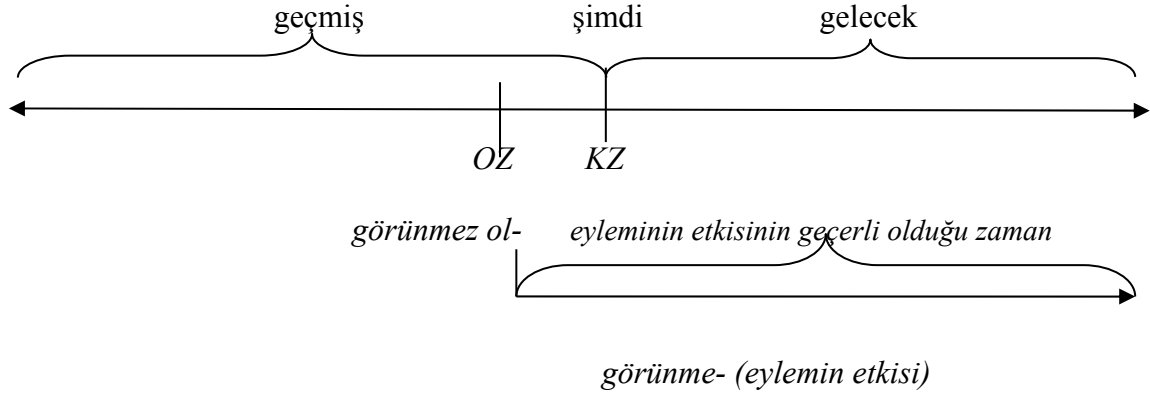 geçmiş şimdi gelecek
OZ KZ
görünmez ol- eyleminin etkisinin geçerli olduğu zaman
görünme- (eylemin etkisi)